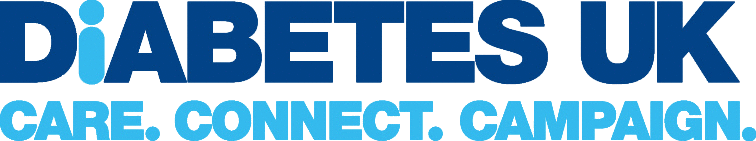 DiABETES UK
CARE. CONNECT. CAMPAIGN.